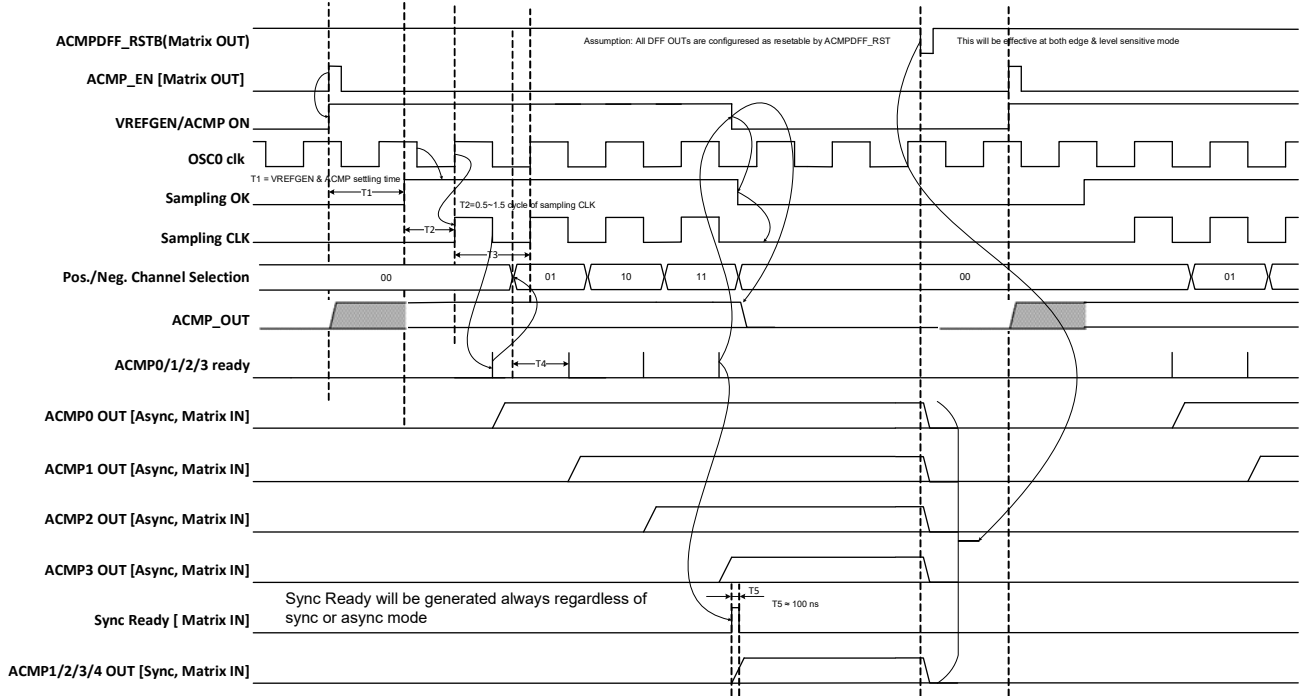 ACMPDFF_RSTB(Matrix OUT)
Assumption: All DFF OUTs are configuresed as resetable by ACMPDFF_RST
This will be effective at both edge & level sensitive mode
ACMP_EN [Matrix OUT]
VREFGEN/ACMP ON
OSC0 clk
T1 = VREFGEN & ACMP settling time
Sampling OK
T1
T2=0.5~1.5 cycle of sampling CLK
Sampling CLK
T2
T3
Pos./Neg. Channel Selection
00
01
10
11
00
01
ACMP_OUT
ACMP0/1/2/3 ready
T4
ACMP0 OUT [Async, Matrix IN]
ACMP1 OUT [Async, Matrix IN]
ACMP2 OUT [Async, Matrix IN]
ACMP3 OUT [Async, Matrix IN]
T5
T5 ≈ 100 ns
Sync Ready will be generated always regardless of
sync or async mode
Sync Ready [ Matrix IN]
ACMP1/2/3/4 OUT [Sync, Matrix IN]